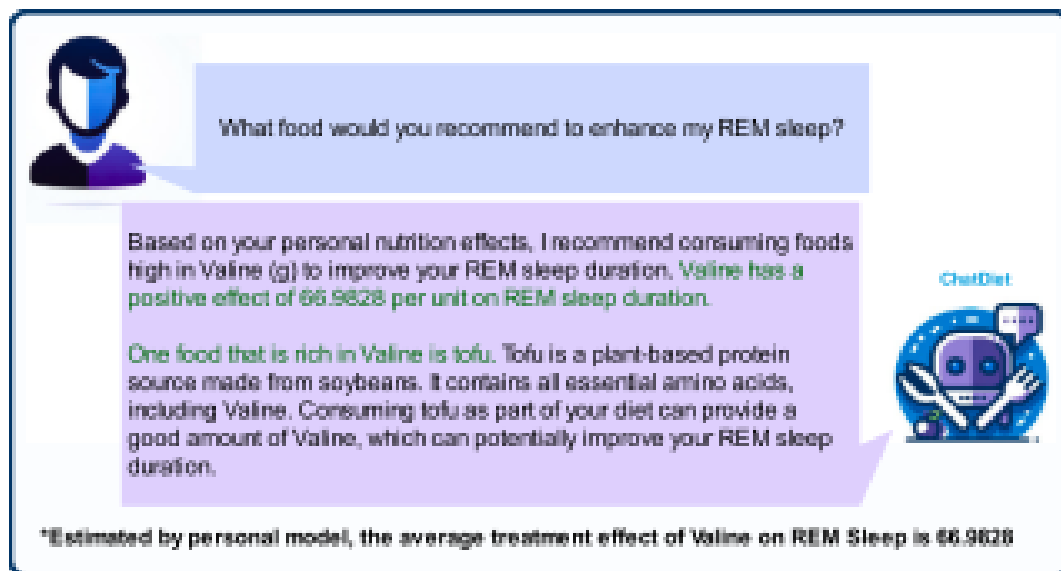 What food would you recommend to enhance my REM sleep?
Based on your personal nutrition effects, I recommend consuming foods
high in Valine (g) to improve your REM sleep duration. Valine has a
positive effect of 66.9828 per unit on REM sleep duration.
ChatDiet
One food that is rich in Valine is tofu. Tofu is a plant-based protein
source made from soybeans. It contains all essential amino acids,
including Valine. Consuming tofu as part of your diet can provide a
good amount of Valine, which can potentially improve your REM sleep
duration.
*Estimated by personal model, the average treatment effect of Valine on REM Sleep is 66.9828